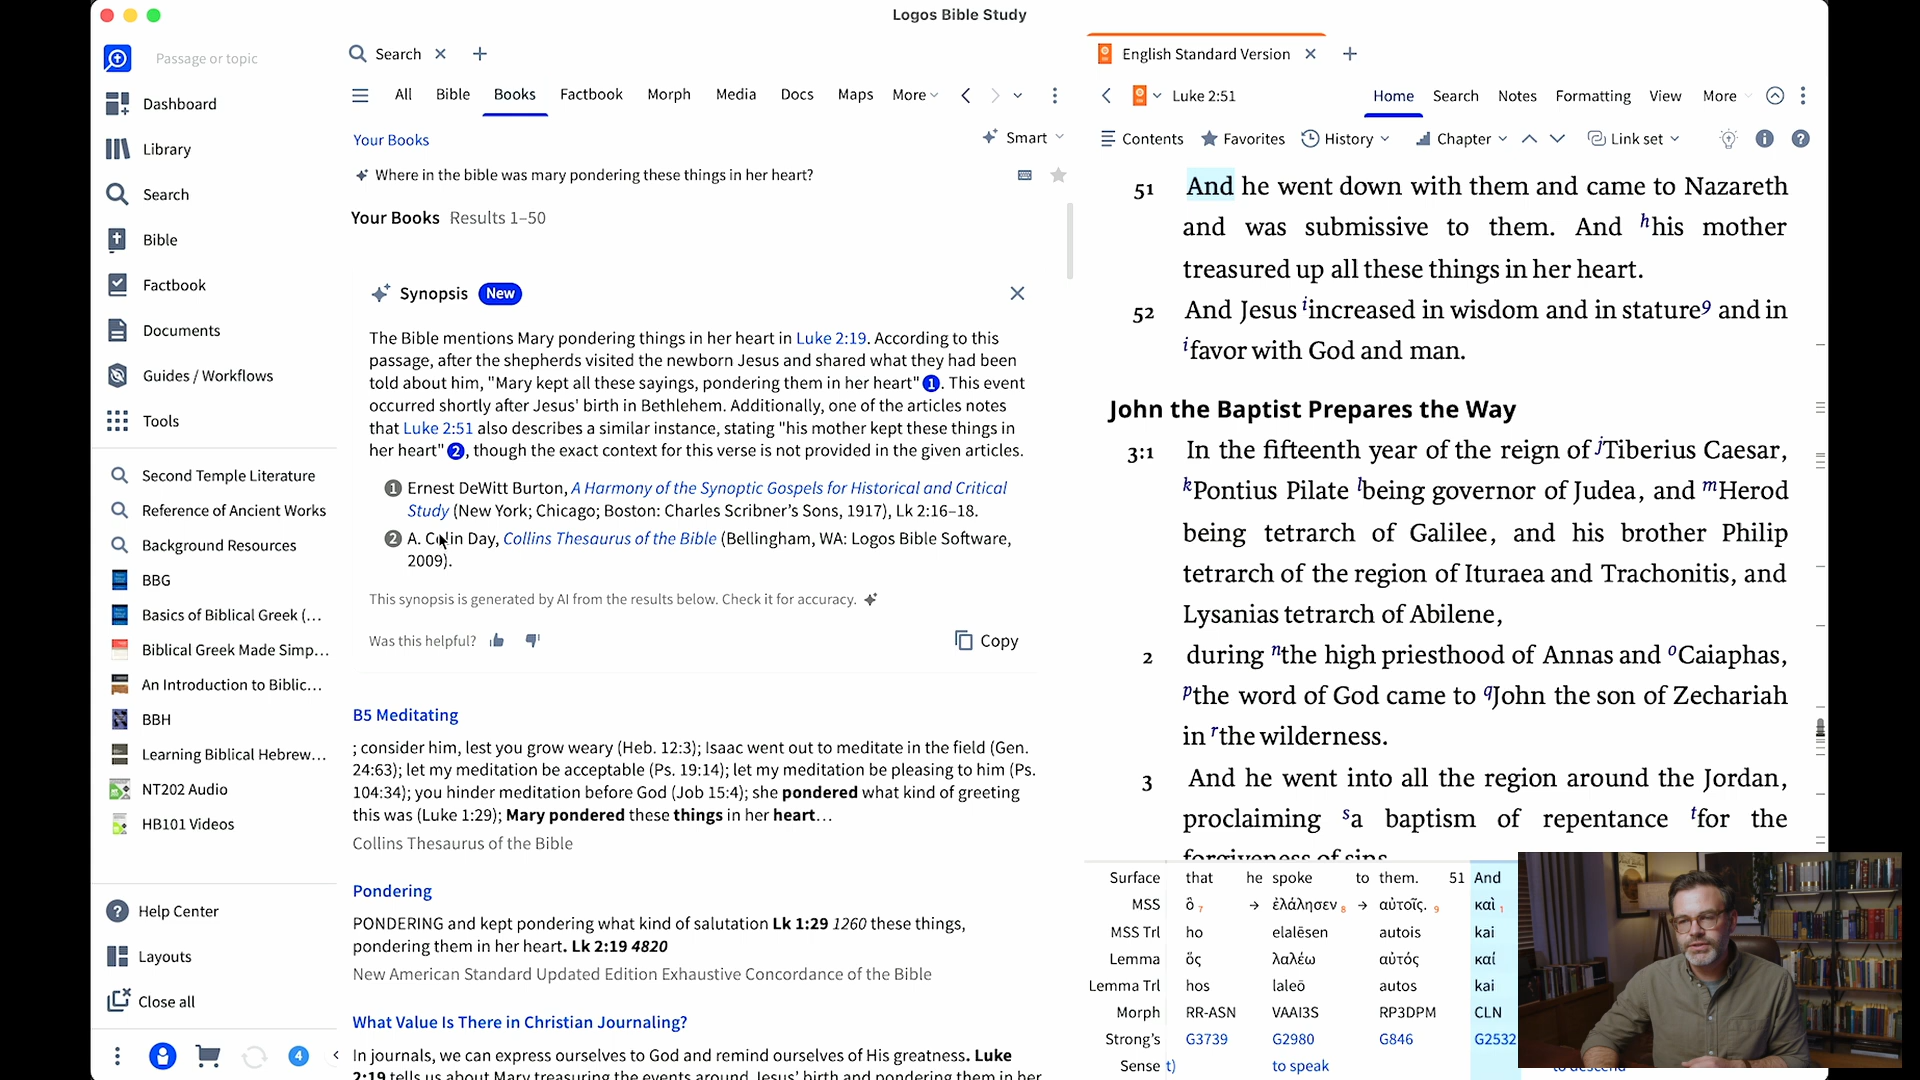 Logos Bible Study
Passage or topic
Dashboard
Library
Search
Bible
Factbook
Documents
Guides / Workflows
Tools
Second Temple Literature
Reference of Ancient Works
Background Resources
BBG
Basics of Biblical Greek (...
Biblical Greek Made Simp...
An Introduction to Biblic...
BBH
Learning Biblical Hebrew...
NT202 Audio
HB101 Videos
Help Center
Layouts
Close all
4
Search
All Bible Books Factbook Morph Media Docs Maps More
Your Books
Smart
Where in the bible was mary pondering these things in her heart?
Your Books Results 1–50
Synopsis New
The Bible mentions Mary pondering things in her heart in Luke 2:19. According to this
passage, after the shepherds visited the newborn Jesus and shared what they had been
told about him, "Mary kept all these sayings, pondering them in her heart" 1. This event
occurred shortly after Jesus' birth in Bethlehem. Additionally, one of the articles notes
that Luke 2:51 also describes a similar instance, stating "his mother kept these things in
her heart" 2, though the exact context for this verse is not provided in the given articles.
1 Ernest DeWitt Burton, A Harmony of the Synoptic Gospels for Historical and Critical
Study (New York; Chicago; Boston: Charles Scribner's Sons, 1917), Lk 2:16–18.
2 A. Colin Day, Collins Thesaurus of the Bible (Bellingham, WA: Logos Bible Software,
2009).
This synopsis is generated by AI from the results below. Check it for accuracy.
Was this helpful?
Copy
B5 Meditating
; consider him, lest you grow weary (Heb. 12:3); Isaac went out to meditate in the field (Gen.
24:63); let my meditation be acceptable (Ps. 19:14); let my meditation be pleasing to him (Ps.
104:34); you hinder meditation before God (Job 15:4); she pondered what kind of greeting
this was (Luke 1:29); Mary pondered these things in her heart…
Collins Thesaurus of the Bible
Pondering
PONDERING and kept pondering what kind of salutation Lk 1:29 1260 these things,
pondering them in her heart. Lk 2:19 4820
New American Standard Updated Edition Exhaustive Concordance of the Bible
What Value Is There in Christian Journaling?
In journals, we can express ourselves to God and remind ourselves of His greatness. Luke
2:19 tells us about Mary treasuring the events around Jesus' birth and pondering them in her
English Standard Version
Luke 2:51
Home Search Notes Formatting View More
Contents Favorites History Chapter Link set
51 And he went down with them and came to Nazareth
and was submissive to them. And h his mother
treasured up all these things in her heart.
52 And Jesus i increased in wisdom and in stature 9 and in
i favor with God and man.
John the Baptist Prepares the Way
3:1 In the fifteenth year of the reign of j Tiberius Caesar,
k Pontius Pilate l being governor of Judea, and m Herod
being tetrarch of Galilee, and his brother Philip
tetrarch of the region of Ituraea and Trachonitis, and
Lysanias tetrarch of Abilene,
2 during n the high priesthood of Annas and o Caiaphas,
p the word of God came to q John the son of Zechariah
in r the wilderness.
3 And he went into all the region around the Jordan,
proclaiming s a baptism of repentance t for the
forgiveness of sins.
Surface that he spoke to them. 51 And
MSS ὃ 7 → ἐλάλησεν 8 → αὐτοῖς. 9 καὶ 1
MSS Trl ho elalēsen autois kai
Lemma ὅς λαλέω αὐτός καί
Lemma Trl hos laleō autos kai
Morph RR-ASN VAAI3S RP3DPM CLN
Strong's G3739 G2980 G846 G2532
Sense t) to speak to descend